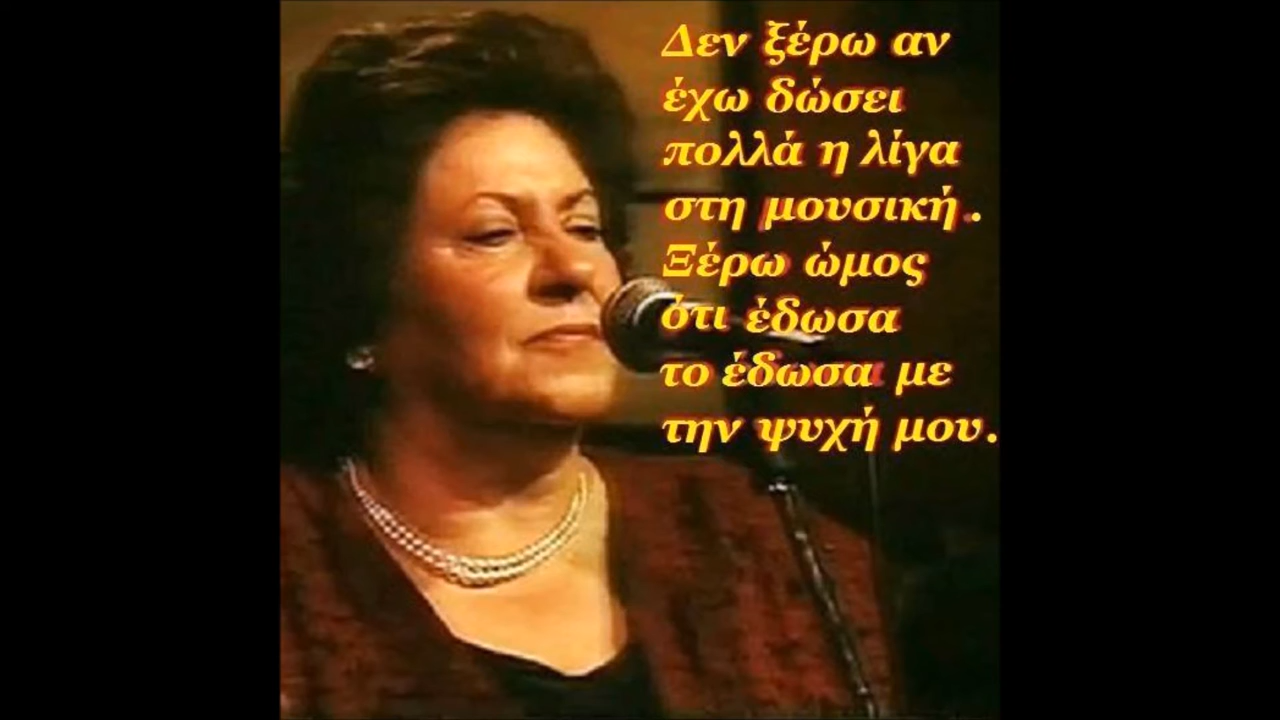 Δεν ξέρω αν
έχω δώσει
πολλά η λίγα
στη μουσική.
Ξέρω ώμος
ότι έδωσα
το έδωσα με
την ψυχή μου.